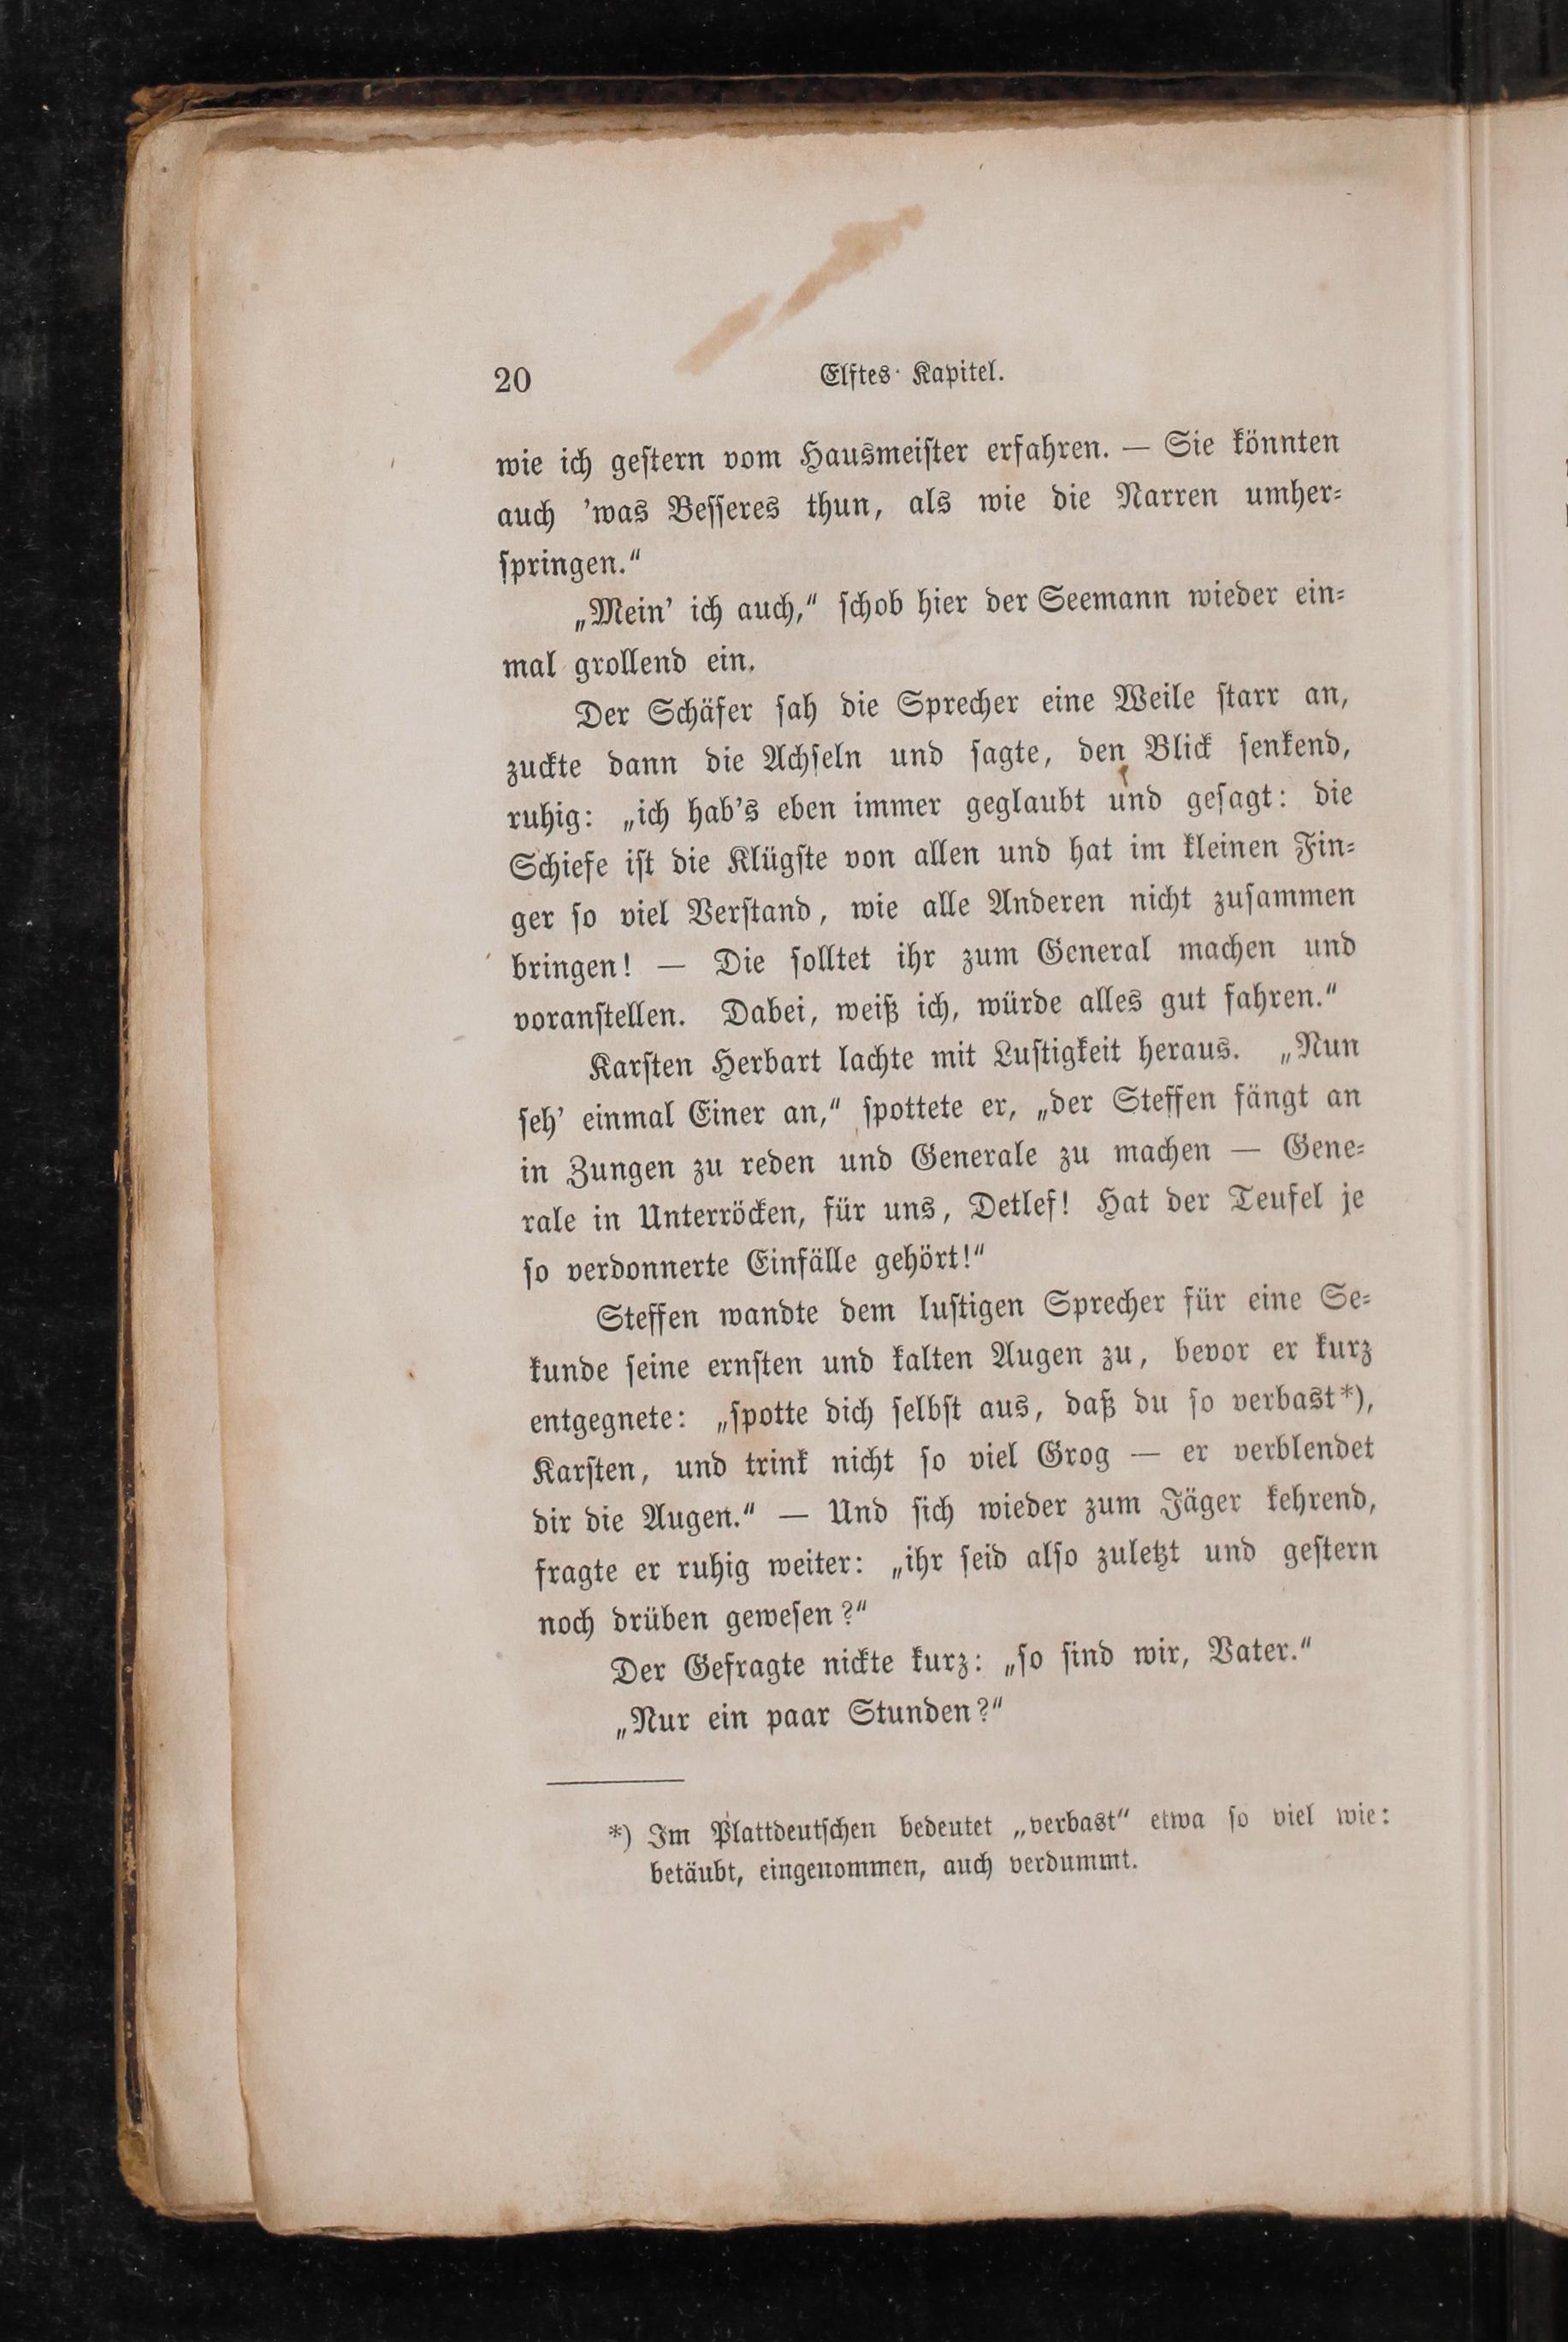 20 Elftes Kapitel.
wie ich geſtern vom Hausmeiſter erfahren. — Sie könnten
auch ’was Beſſeres thun, als wie die Narren umher⸗
ſpringen.“
„Mein’ ich auch,“ ſchob hier der Seemann wieder ein⸗
mal grollend ein.
Der Schäfer ſah die Sprecher eine Weile ſtarr an,
zuckte dann die Achſeln und ſagte, den Blick ſenkend,
ruhig: „ich hab’s eben immer geglaubt und geſagt: die
Schiefe iſt die Klügſte von allen und hat im kleinen Fin⸗
ger ſo viel Verſtand, wie alle Anderen nicht zuſammen
bringen! — Die ſolltet ihr zum General machen und
voranſtellen. Dabei, weiß ich, würde alles gut fahren.“
Karſten Herbart lachte mit Luſtigkeit heraus. „Nun
ſeh’ einmal Einer an,“ ſpottete er, „der Steffen fängt an
in Zungen zu reden und Generale zu machen — Gene⸗
rale in Unterröcken, für uns, Detlef! Hat der Teufel je
ſo verdonnerte Einfälle gehört!“
Steffen wandte dem luſtigen Sprecher für eine Se⸗
kunde ſeine ernſten und kalten Augen zu, bevor er kurz
entgegnete: „ſpotte dich ſelbſt aus, daß du ſo verbast*),
Karſten, und trink nicht ſo viel Grog — er verblendet
dir die Augen.“ — Und ſich wieder zum Jäger kehrend,
fragte er ruhig weiter: „ihr ſeid alſo zuletzt und geſtern
noch drüben geweſen?“
Der Gefragte nickte kurz: „ſo ſind wir, Vater.“
„Nur ein paar Stunden?“
*) Im Plattdeutſchen bedeutet „verbast“ etwa ſo viel wie:
betäubt, eingenommen, auch verdummt.